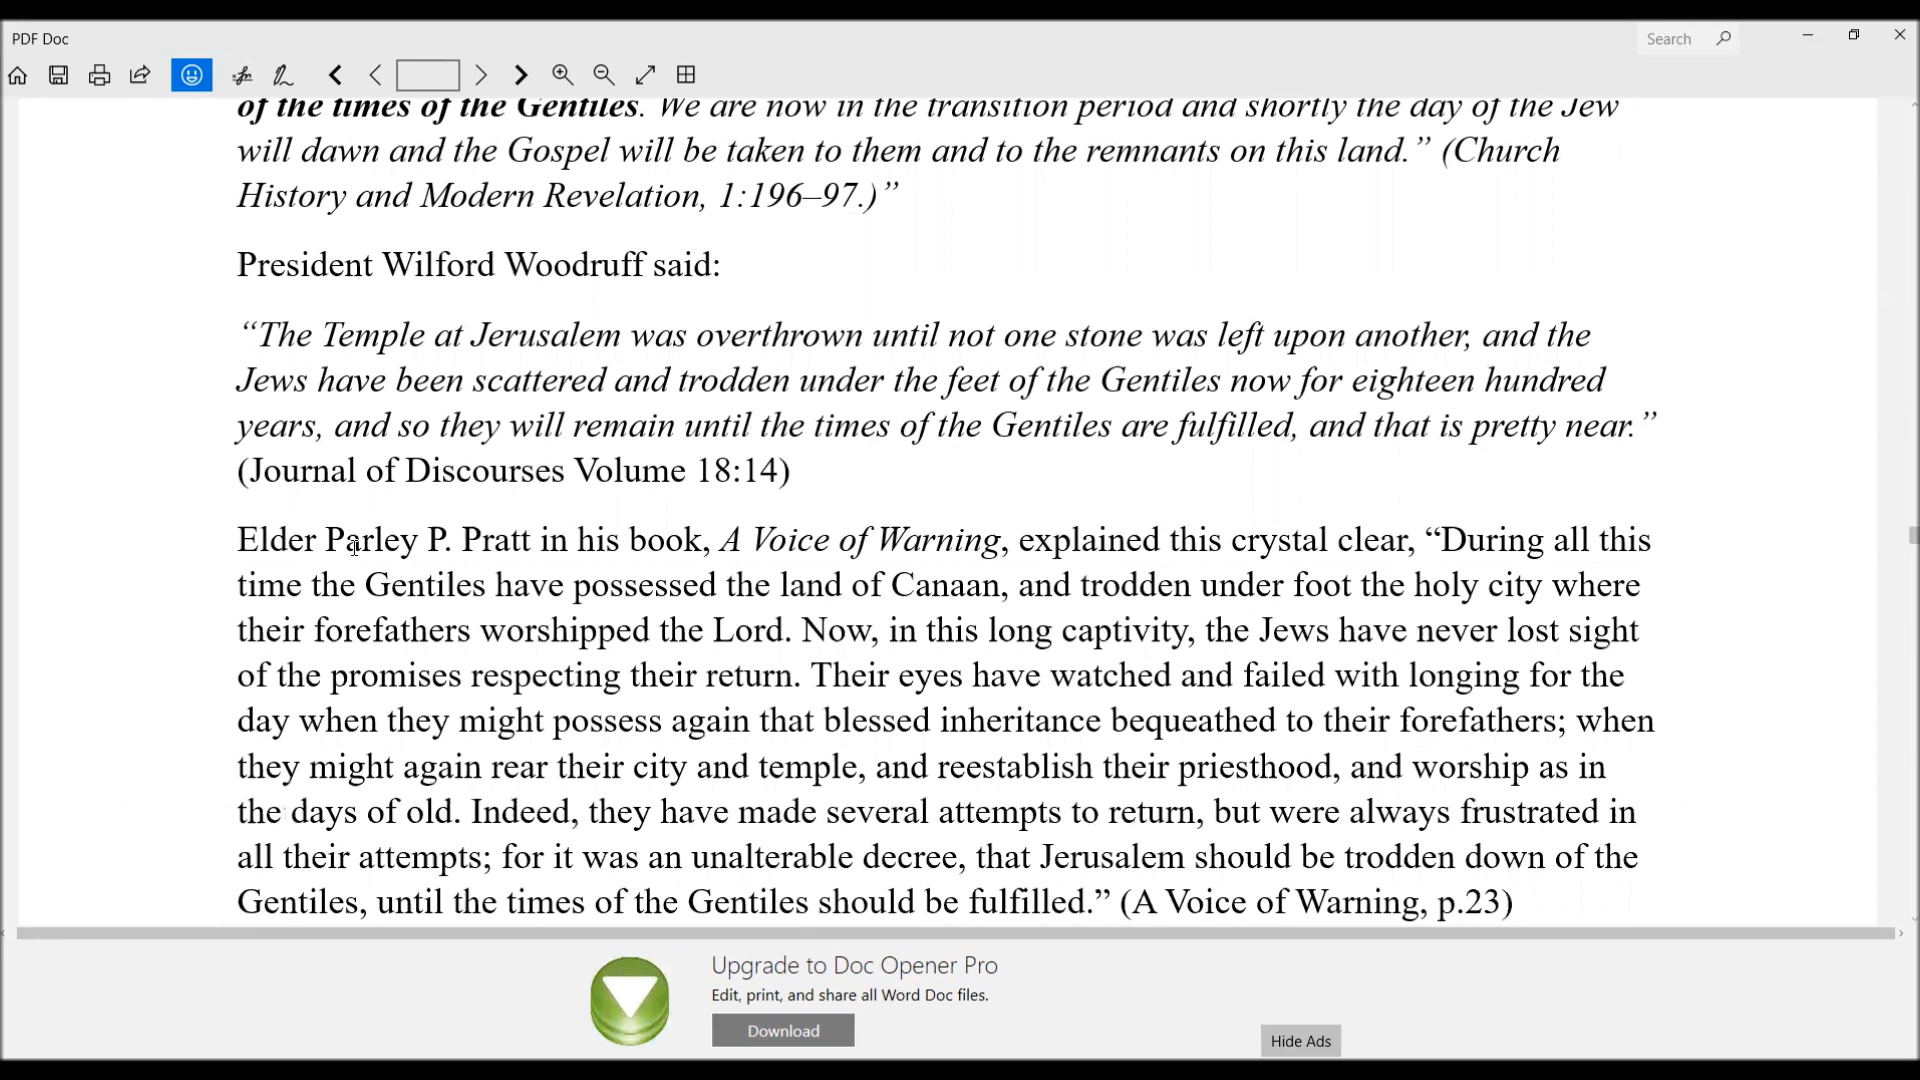 PDF Doc
Search
of the times of the Gentiles. We are now in the transition period and shortly the day of the Jew
will dawn and the Gospel will be taken to them and to the remnants on this land.” (Church
History and Modern Revelation, 1:196–97.)”
President Wilford Woodruff said:
“The Temple at Jerusalem was overthrown until not one stone was left upon another, and the
Jews have been scattered and trodden under the feet of the Gentiles now for eighteen hundred
years, and so they will remain until the times of the Gentiles are fulfilled, and that is pretty near.”
(Journal of Discourses Volume 18:14)
Elder Parley P. Pratt in his book, A Voice of Warning, explained this crystal clear, “During all this
time the Gentiles have possessed the land of Canaan, and trodden under foot the holy city where
their forefathers worshipped the Lord. Now, in this long captivity, the Jews have never lost sight
of the promises respecting their return. Their eyes have watched and failed with longing for the
day when they might possess again that blessed inheritance bequeathed to their forefathers; when
they might again rear their city and temple, and reestablish their priesthood, and worship as in
the days of old. Indeed, they have made several attempts to return, but were always frustrated in
all their attempts; for it was an unalterable decree, that Jerusalem should be trodden down of the
Gentiles, until the times of the Gentiles should be fulfilled.” (A Voice of Warning, p.23)
Upgrade to Doc Opener Pro
Edit, print, and share all Word Doc files.
Download
Hide Ads